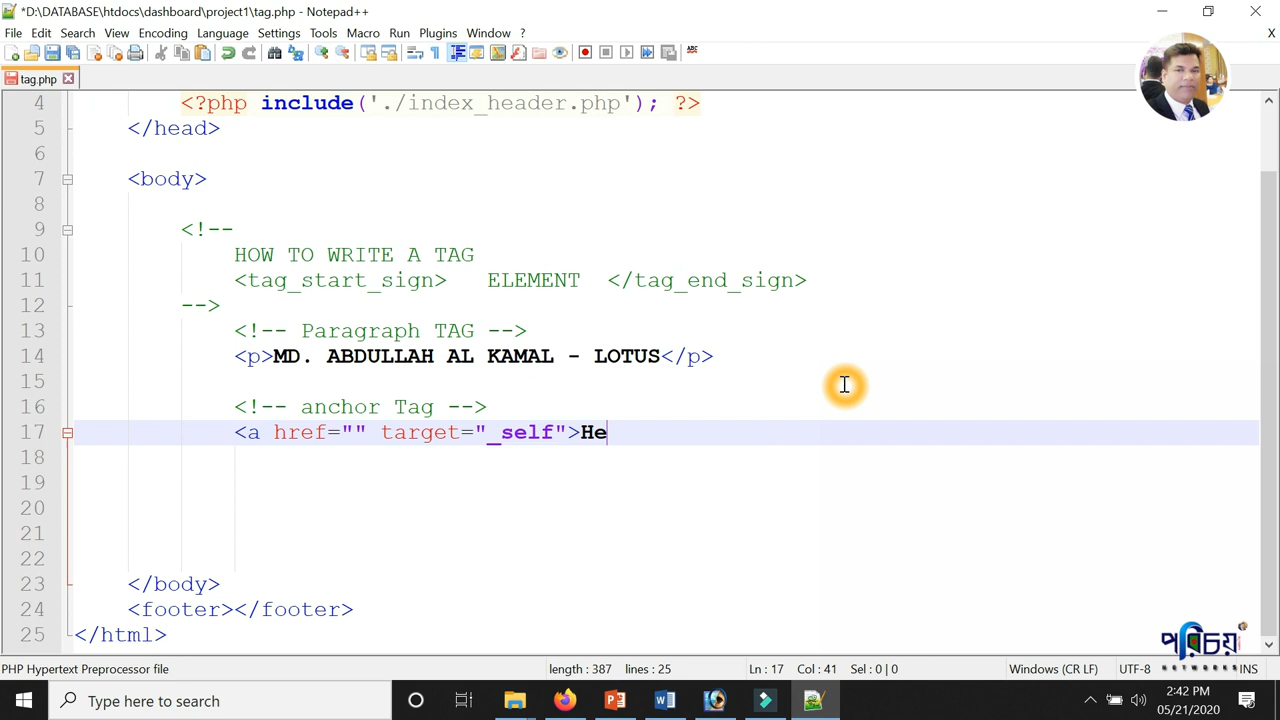 *D:\DATABASE\htdocs\dashboard\project1\tag.php - Notepad++
File Edit Search View Encoding Language Settings Tools Macro Run Plugins Window ? X
tag.php
4 <?php include('./index_header.php'); ?>
5 </head>
6
7 <body>
8
9 <!--
10 HOW TO WRITE A TAG
11 <tag_start_sign> ELEMENT </tag_end_sign>
12 -->
13 <!-- Paragraph TAG -->
14 <p>MD. ABDULLAH AL KAMAL - LOTUS</p>
15
16 <!-- anchor Tag -->
17 <a href="" target="_self">He
18
19
20
21
22
23 </body>
24 <footer></footer>
25 </html>
পরিচয়
NETWORKS
PHP Hypertext Preprocessor file length : 387 lines : 25 Ln : 17 Col : 41 Sel : 0 | 0 Windows (CR LF) UTF-8 INS
Type here to search
2:42 PM
05/21/2020